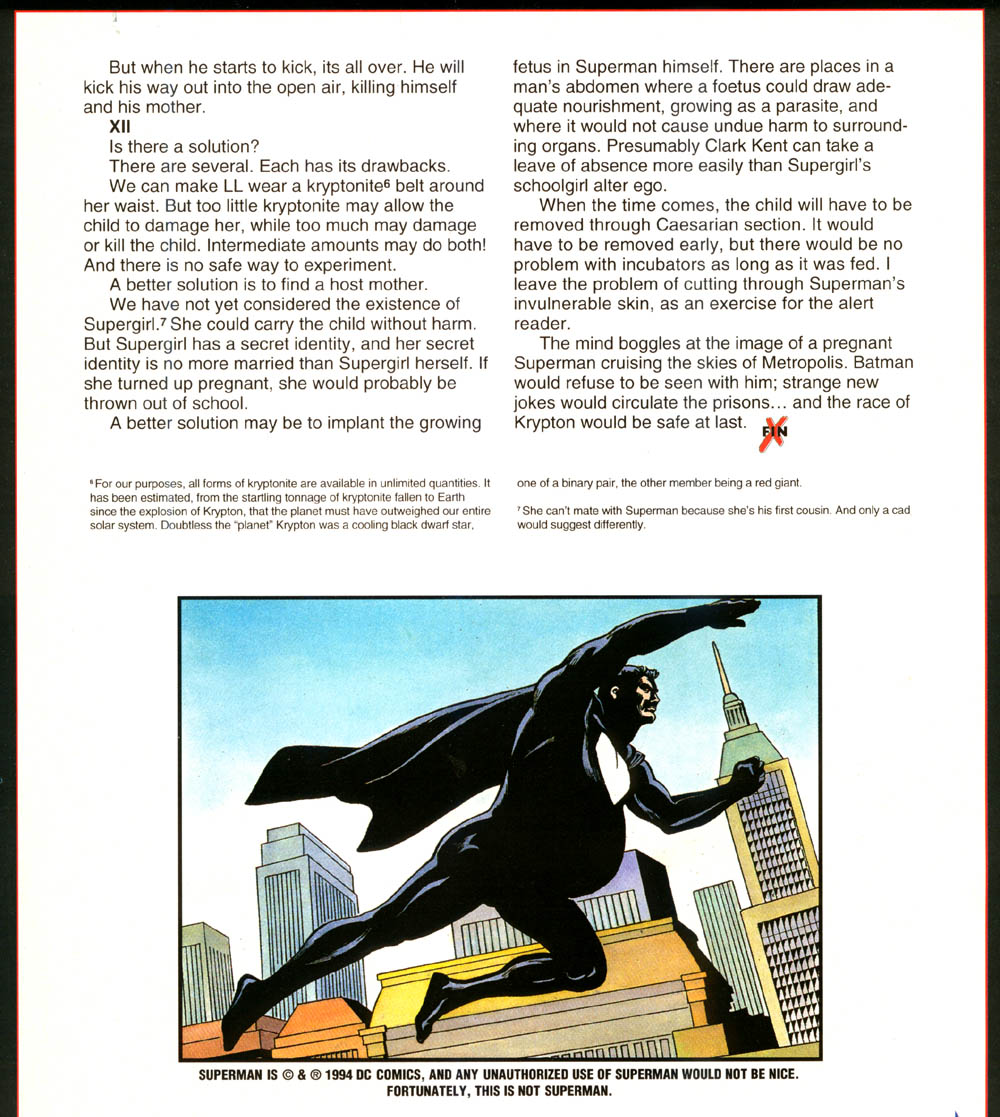 But when he starts to kick, its all over. He will
kick his way out into the open air, killing himself
and his mother.
XII
Is there a solution?
There are several. Each has its drawbacks.
We can make LL wear a kryptonite⁶ belt around
her waist. But too little kryptonite may allow the
child to damage her, while too much may damage
or kill the child. Intermediate amounts may do both!
And there is no safe way to experiment.
A better solution is to find a host mother.
We have not yet considered the existence of
Supergirl.⁷ She could carry the child without harm.
But Supergirl has a secret identity, and her secret
identity is no more married than Supergirl herself. If
she turned up pregnant, she would probably be
thrown out of school.
A better solution may be to implant the growing
fetus in Superman himself. There are places in a
man's abdomen where a foetus could draw ade-
quate nourishment, growing as a parasite, and
where it would not cause undue harm to surround-
ing organs. Presumably Clark Kent can take a
leave of absence more easily than Supergirl's
schoolgirl alter ego.
When the time comes, the child will have to be
removed through Caesarian section. It would
have to be removed early, but there would be no
problem with incubators as long as it was fed. I
leave the problem of cutting through Superman's
invulnerable skin, as an exercise for the alert
reader.
The mind boggles at the image of a pregnant
Superman cruising the skies of Metropolis. Batman
would refuse to be seen with him; strange new
jokes would circulate the prisons... and the race of
Krypton would be safe at last.
FIN
⁶ For our purposes, all forms of kryptonite are available in unlimited quantities. It
has been estimated, from the startling tonnage of kryptonite fallen to Earth
since the explosion of Krypton, that the planet must have outweighed our entire
solar system. Doubtless the "planet" Krypton was a cooling black dwarf star,
one of a binary pair, the other member being a red giant.
⁷ She can't mate with Superman because she's his first cousin. And only a cad
would suggest differently.
SUPERMAN IS © & ® 1994 DC COMICS, AND ANY UNAUTHORIZED USE OF SUPERMAN WOULD NOT BE NICE.
FORTUNATELY, THIS IS NOT SUPERMAN.